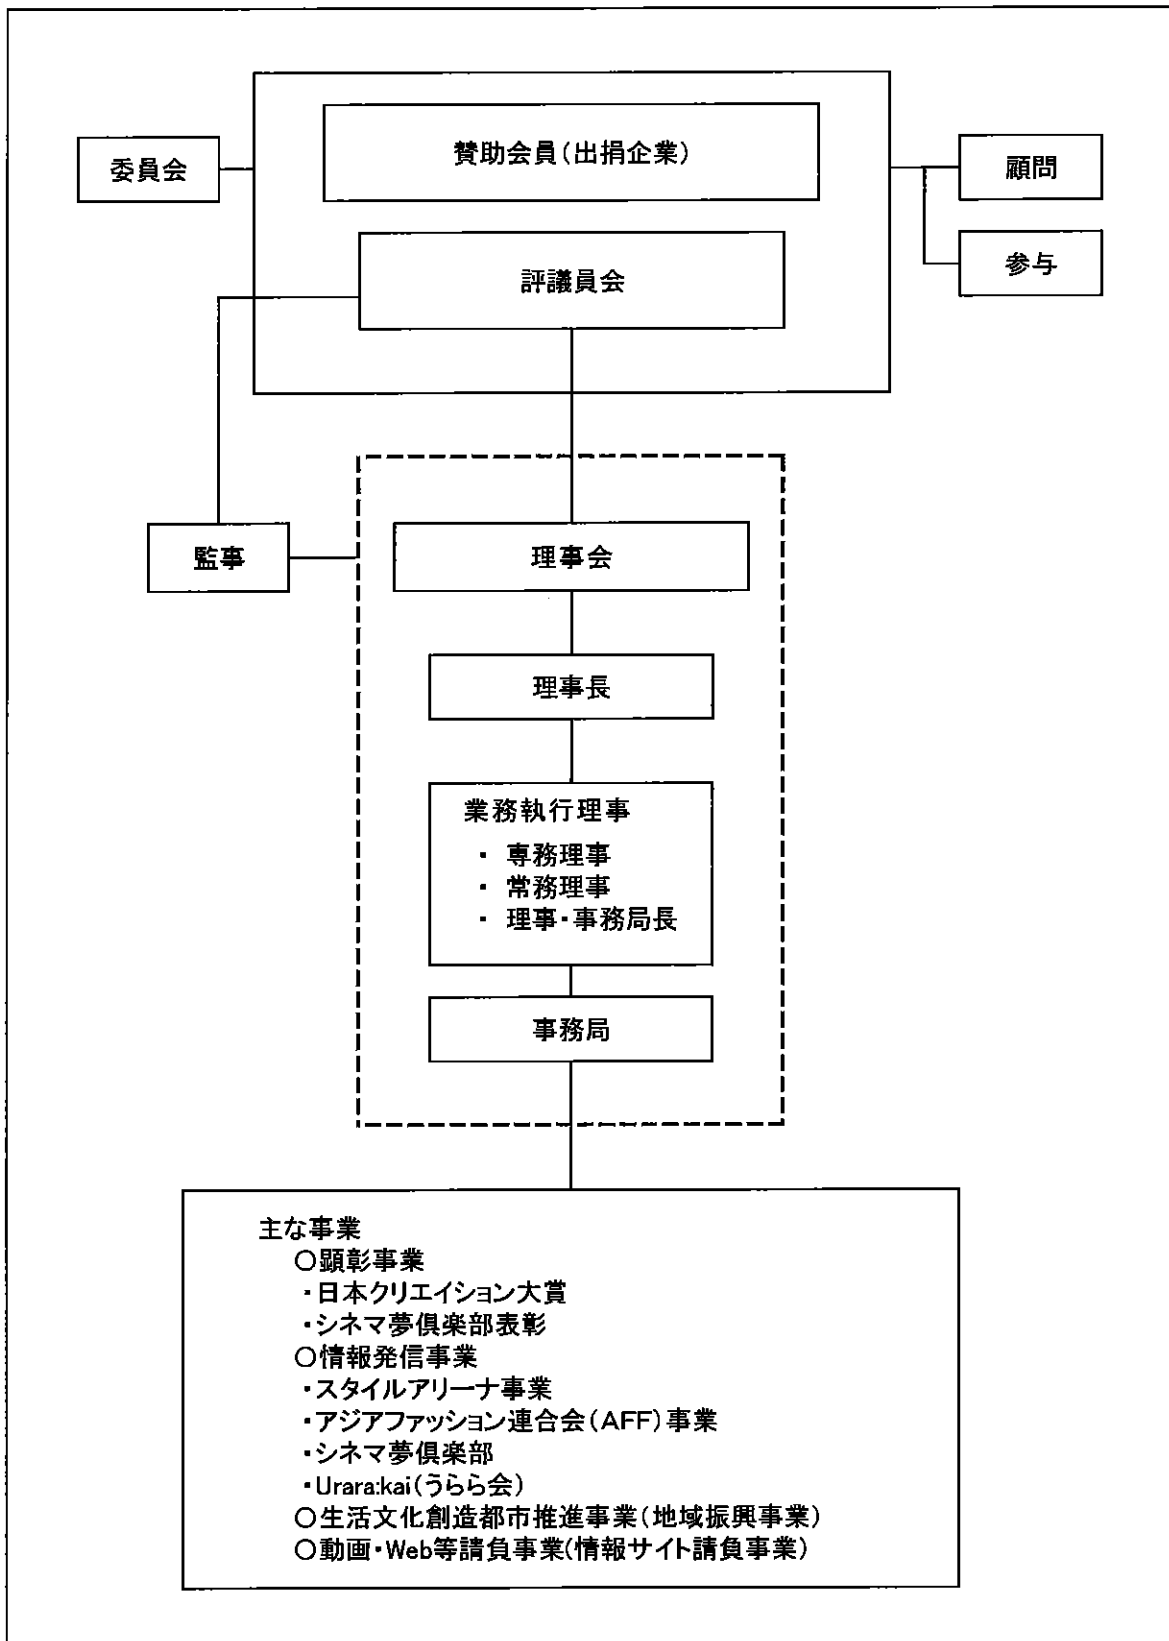 賛助会員(出捐企業)
委員会
顧問
参与
評議員会
監事
理事会
理事長
業務執行理事
・ 専務理事
・ 常務理事
・ 理事・事務局長
事務局
主な事業
○顕彰事業
・日本クリエイション大賞
・シネマ夢倶楽部表彰
○情報発信事業
・スタイルアリーナ事業
・アジアファッション連合会(AFF)事業
・シネマ夢倶楽部
・Urara:kai(うらら会)
○生活文化創造都市推進事業(地域振興事業)
○動画・Web等請負事業(情報サイト請負事業)